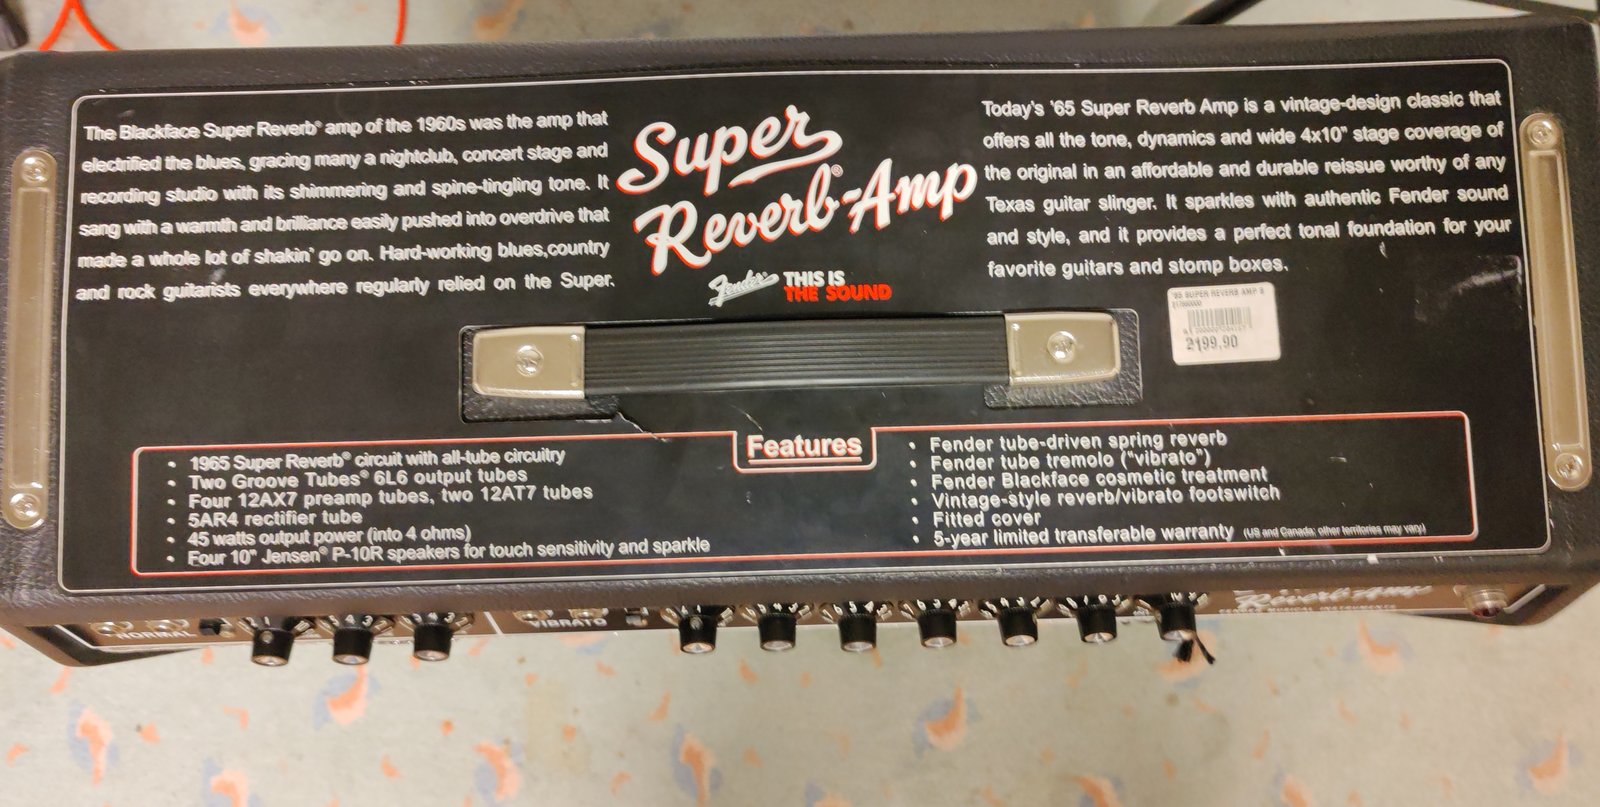 The Blackface Super Reverb® amp of the 1960s was the amp that
electrified the blues, gracing many a nightclub, concert stage and
recording studio with its shimmering and spine-tingling tone. It
sang with a warmth and brilliance easily pushed into overdrive that
made a whole lot of shakin' go on. Hard-working blues,country
and rock guitarists everywhere regularly relied on the Super.
Super
Reverb®-Amp
Fender® THIS IS
THE SOUND
Today's '65 Super Reverb Amp is a vintage-design classic that
offers all the tone, dynamics and wide 4x10" stage coverage of
the original in an affordable and durable reissue worthy of any
Texas guitar slinger. It sparkles with authentic Fender sound
and style, and it provides a perfect tonal foundation for your
favorite guitars and stomp boxes.
'65 SUPER REVERB AMP
2199,90
Features
• 1965 Super Reverb® circuit with all-tube circuitry
• Two Groove Tubes® 6L6 output tubes
• Four 12AX7 preamp tubes, two 12AT7 tubes
• 5AR4 rectifier tube
• 45 watts output power (into 4 ohms)
• Four 10" Jensen® P-10R speakers for touch sensitivity and sparkle
• Fender tube-driven spring reverb
• Fender tube tremolo ("vibrato")
• Fender Blackface cosmetic treatment
• Vintage-style reverb/vibrato footswitch
• Fitted cover
• 5-year limited transferable warranty (US and Canada; other territories may vary)
NORMAL
VIBRATO
Reverb-Amp